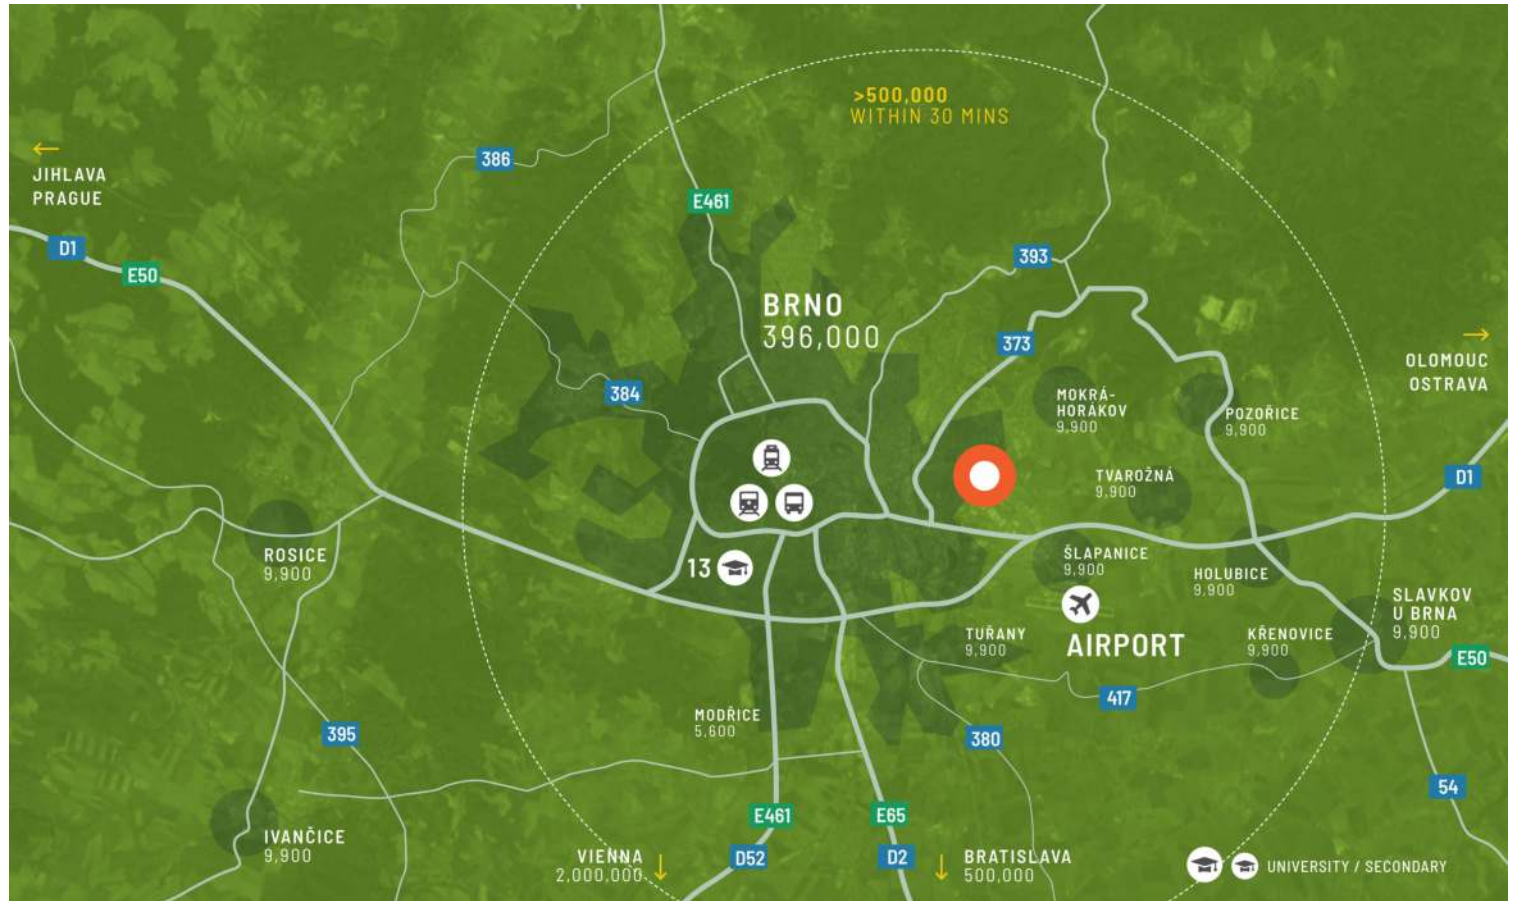 >500,000
WITHIN 30 MINS
←
JIHLAVA
PRAGUE
386
E461
D1
E50
393
BRNO
396,000
373
→
OLOMOUC
OSTRAVA
384
MOKRÁ-
HORÁKOV
9,900
POZOŘICE
9,900
TVAROŽNÁ
9,900
D1
ROSICE
9,900
13
ŠLAPANICE
9,900
HOLUBICE
9,900
SLAVKOV
U BRNA
9,900
TUŘANY
9,900
AIRPORT
KŘENOVICE
9,900
E50
417
MODŘICE
5,600
395
380
54
E461
E65
IVANČICE
9,900
VIENNA
2,000,000 ↓
D52
D2
↓ BRATISLAVA
500,000
UNIVERSITY / SECONDARY